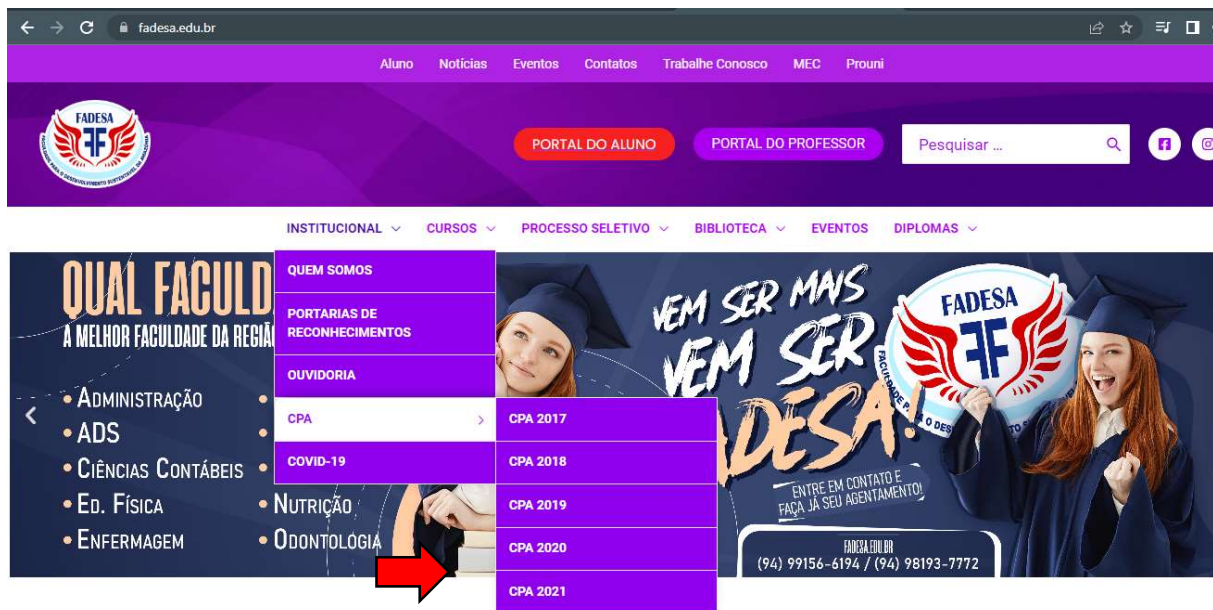 fadesa.edu.br
Aluno Notícias Eventos Contatos Trabalhe Conosco MEC Prouni
FADESA
PORTAL DO ALUNO PORTAL DO PROFESSOR Pesquisar ...
INSTITUCIONAL CURSOS PROCESSO SELETIVO BIBLIOTECA EVENTOS DIPLOMAS
QUEM SOMOS
PORTARIAS DE
RECONHECIMENTOS
OUVIDORIA
CPA
COVID-19
CPA 2017
CPA 2018
CPA 2019
CPA 2020
CPA 2021
QUAL FACULD
A MELHOR FACULDADE DA REGIÃ
• ADMINISTRAÇÃO
• ADS
• CIÊNCIAS CONTÁBEIS
• ED. FÍSICA
• ENFERMAGEM
• NUTRIÇÃO
• ODONTOLOGIA
VEM SER MAIS
VEM SER
ADESA!
FADESA
ENTRE EM CONTATO E
FAÇA JÁ SEU AGENTAMENTO!
FADESA.EDU.BR
(94) 99156-6194 / (94) 98193-7772